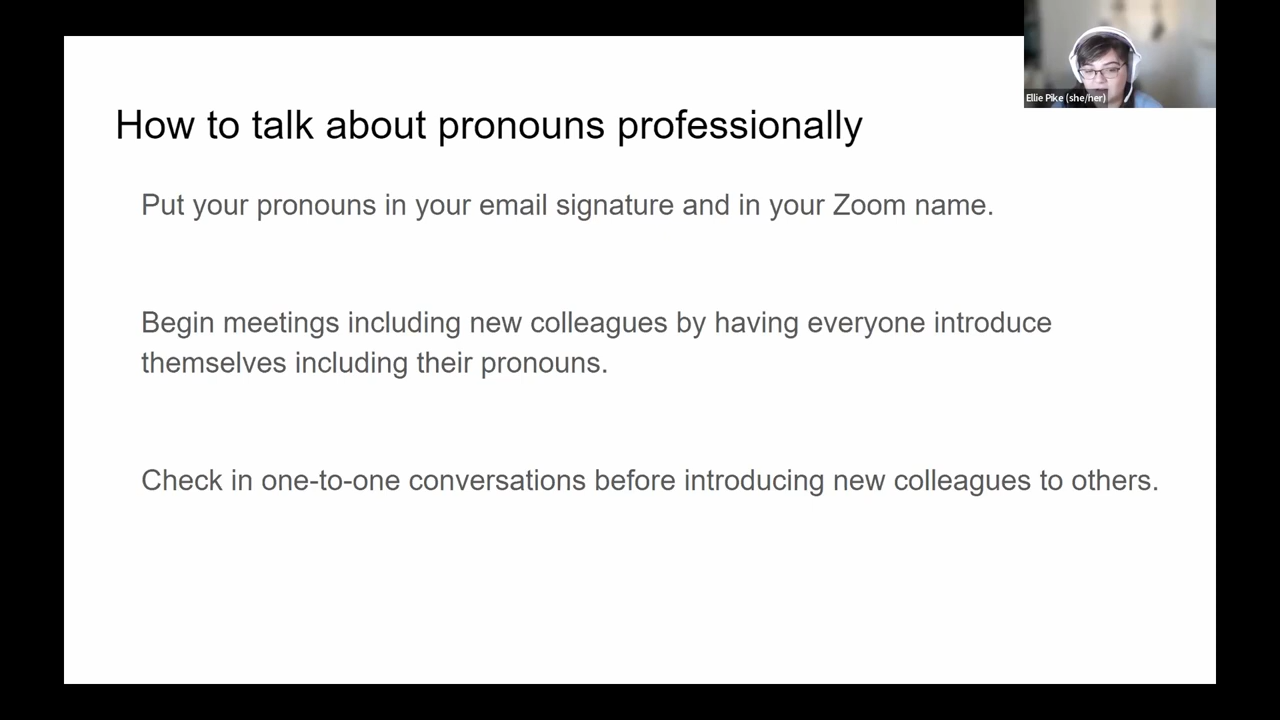 How to talk about pronouns professionally
Put your pronouns in your email signature and in your Zoom name.
Begin meetings including new colleagues by having everyone introduce
themselves including their pronouns.
Check in one-to-one conversations before introducing new colleagues to others.
Ellie Pike (she/her)